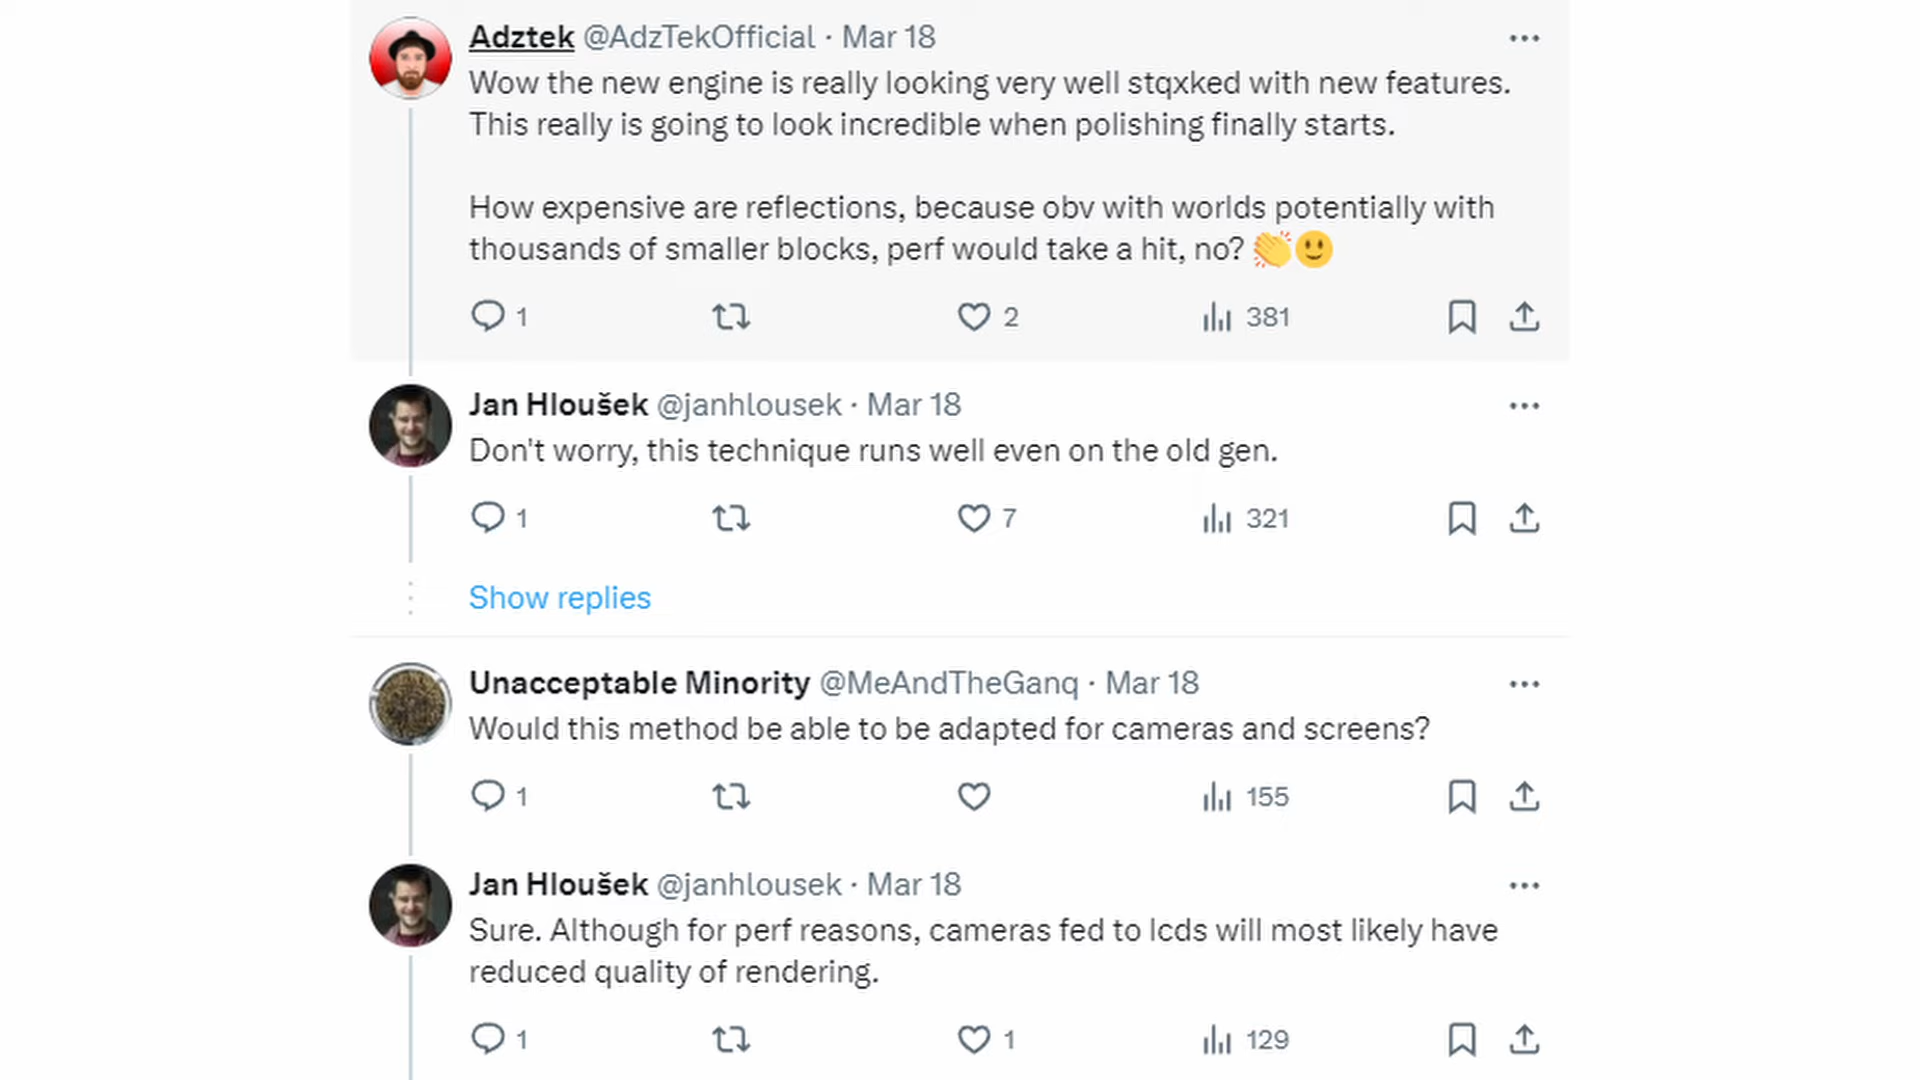 Adztek @AdzTekOfficial · Mar 18
Wow the new engine is really looking very well stqxked with new features.
This really is going to look incredible when polishing finally starts.
How expensive are reflections, because obv with worlds potentially with
thousands of smaller blocks, perf would take a hit, no? 👏🙂
1 2 381
Jan Hloušek @janhlousek · Mar 18
Don't worry, this technique runs well even on the old gen.
1 7 321
Show replies
Unacceptable Minority @MeAndTheGanq · Mar 18
Would this method be able to be adapted for cameras and screens?
1 155
Jan Hloušek @janhlousek · Mar 18
Sure. Although for perf reasons, cameras fed to lcds will most likely have
reduced quality of rendering.
1 1 129